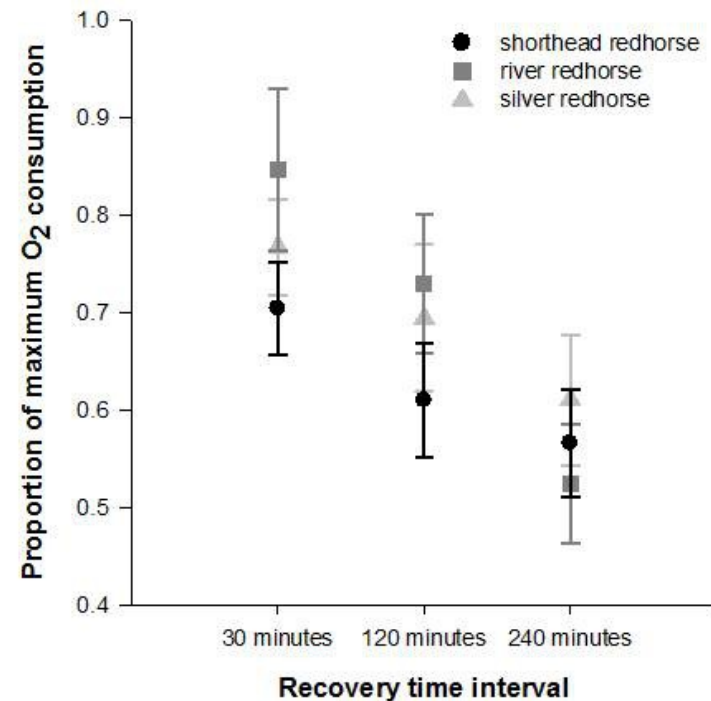 1.0
0.9
0.8
0.7
0.6
0.5
0.4
Proportion of maximum O2 consumption
shorthead redhorse
river redhorse
silver redhorse
30 minutes 120 minutes 240 minutes
Recovery time interval